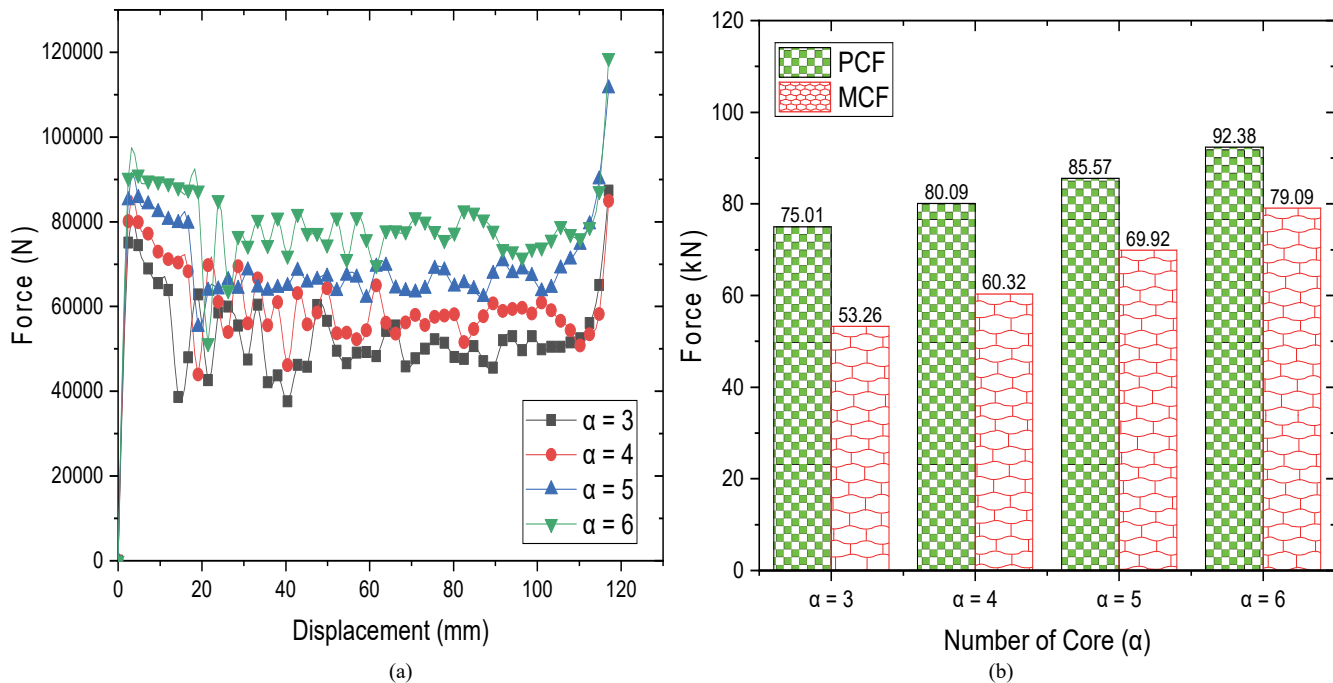 120000
100000
80000
60000
40000
20000
0
Force (N)
0 20 40 60 80 100 120
Displacement (mm)
α = 3
α = 4
α = 5
α = 6
(a)
120
100
80
60
40
20
0
Force (kN)
PCF
MCF
75.01
53.26
80.09
60.32
85.57
69.92
92.38
79.09
α = 3 α = 4 α = 5 α = 6
Number of Core (α)
(b)